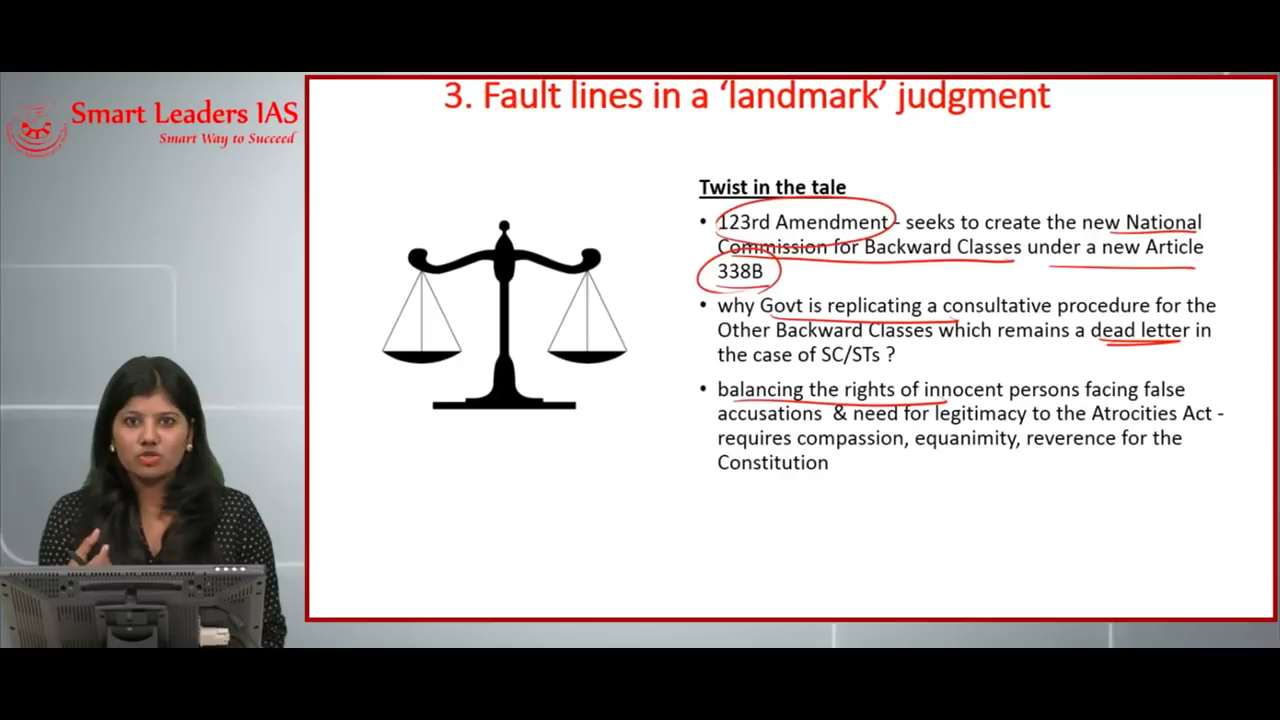 3. Fault lines in a ‘landmark’ judgment
Smart Leaders IAS
Smart Way to Succeed
Twist in the tale
• 123rd Amendment - seeks to create the new National
Commission for Backward Classes under a new Article
338B
• why Govt is replicating a consultative procedure for the
Other Backward Classes which remains a dead letter in
the case of SC/STs ?
• balancing the rights of innocent persons facing false
accusations & need for legitimacy to the Atrocities Act -
requires compassion, equanimity, reverence for the
Constitution